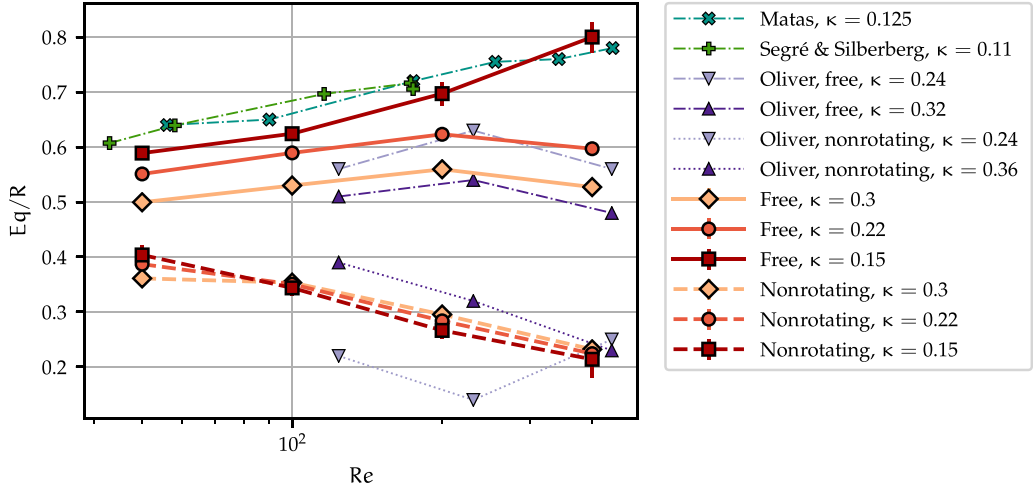 0.8
0.7
0.6
0.5
0.4
0.3
0.2
Eq/R
10²
Re
Matas, κ = 0.125
Segré & Silberberg, κ = 0.11
Oliver, free, κ = 0.24
Oliver, free, κ = 0.32
Oliver, nonrotating, κ = 0.24
Oliver, nonrotating, κ = 0.36
Free, κ = 0.3
Free, κ = 0.22
Free, κ = 0.15
Nonrotating, κ = 0.3
Nonrotating, κ = 0.22
Nonrotating, κ = 0.15